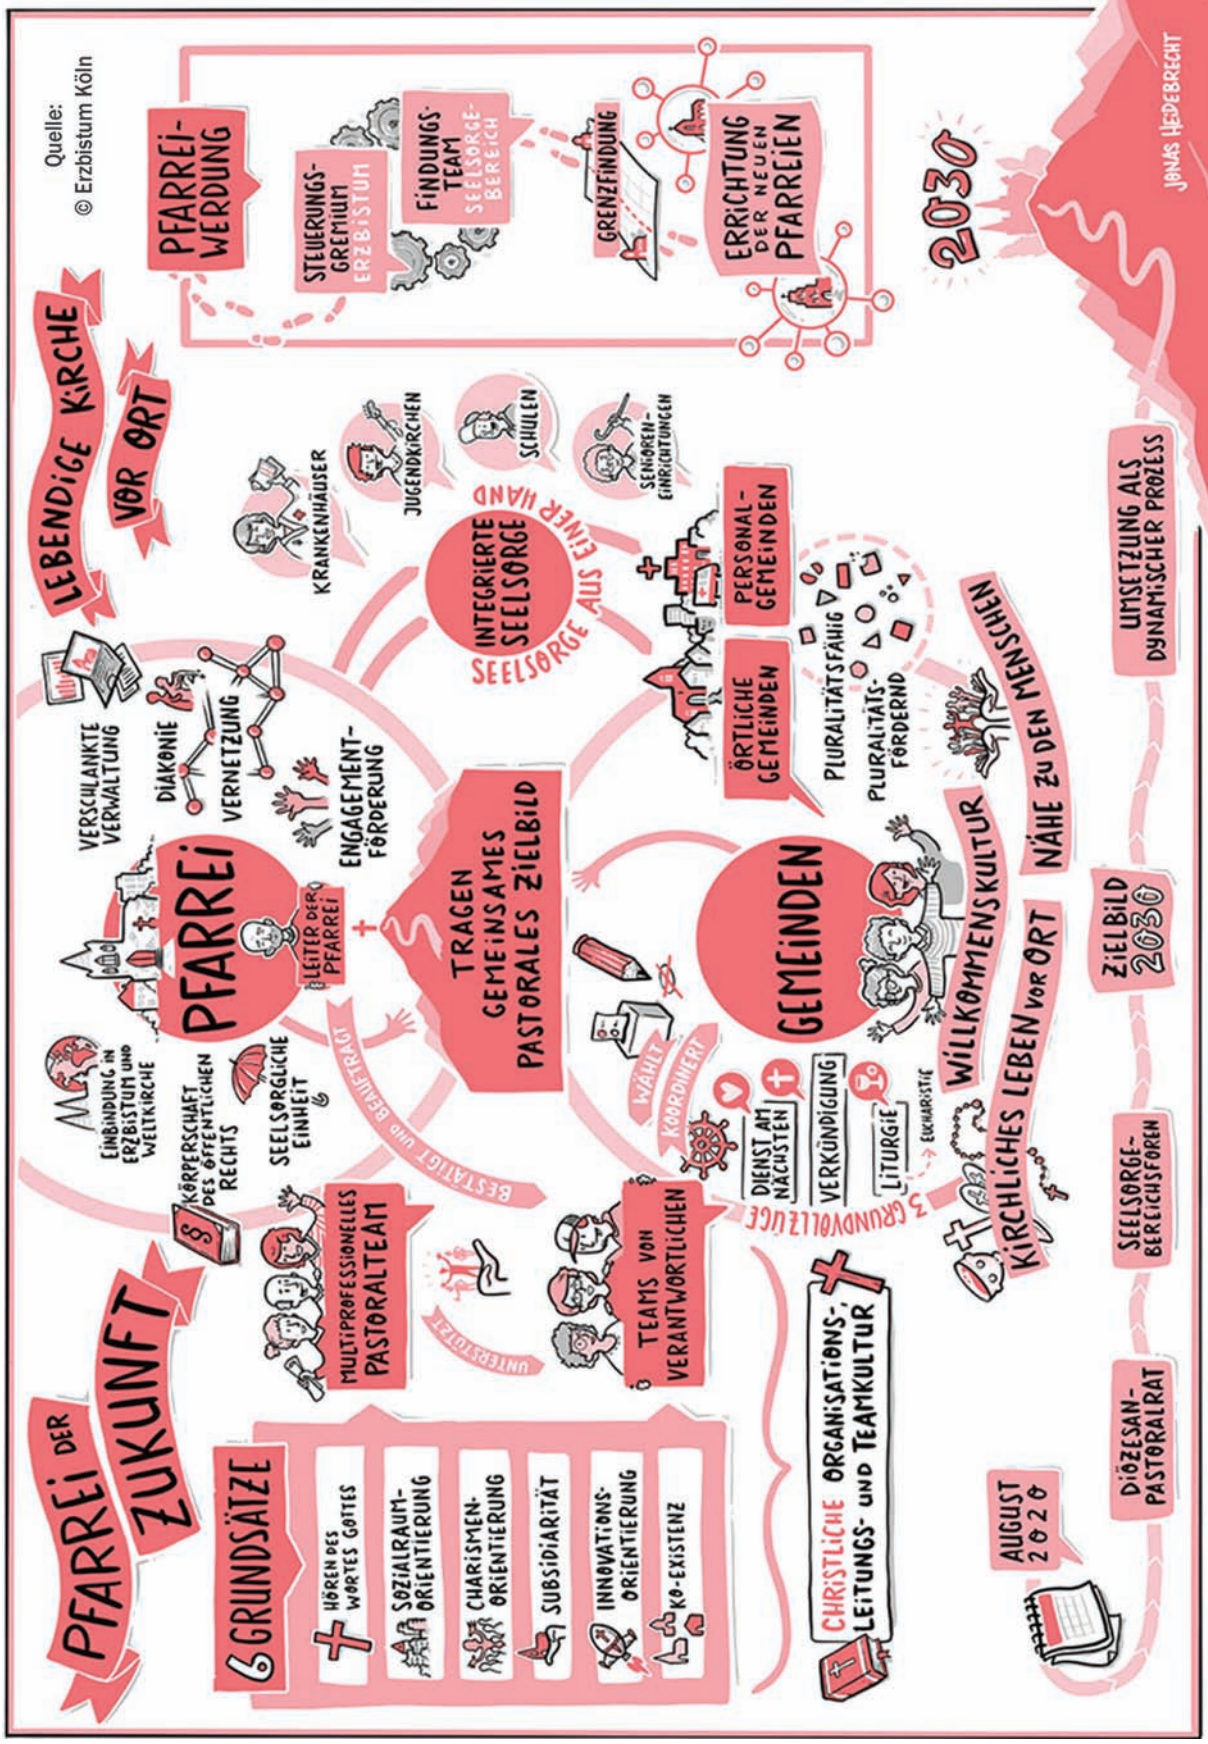 PFARREI DER
ZUKUNFT
LEBENDIGE KIRCHE
VOR ORT
Quelle:
© Erzbistum Köln
6 GRUNDSÄTZE
HÖREN DES
WORTES GOTTES
SOZIALRAUM-
ORIENTIERUNG
CHARISMEN-
ORIENTIERUNG
SUBSIDIARITÄT
INNOVATIONS-
ORIENTIERUNG
KO-EXISTENZ
CHRISTLICHE ORGANISATIONS-,
LEITUNGS- UND TEAMKULTUR
EINBINDUNG IN
ERZBISTUM UND
WELTKIRCHE
§
KÖRPERSCHAFT
DES ÖFFENTLICHEN
RECHTS
SEELSORGLICHE
EINHEIT
PFARREI
LEITER DER
PFARREI
VERSCHLANKTE
VERWALTUNG
DIAKONIE
VERNETZUNG
ENGAGEMENT-
FÖRDERUNG
BESTÄTIGT UND BEAUFTRAGT
MULTIPROFESSIONELLES
PASTORALTEAM
UNTERSTÜTZT
TEAMS VON
VERANTWORTLICHEN
TRAGEN
GEMEINSAMES
PASTORALES ZIELBILD
WÄHLT
KOORDINIERT
3 GRUNDVOLLZÜGE
DIENST AM
NÄCHSTEN
VERKÜNDIGUNG
LITURGIE
EUCHARISTIE
GEMEINDEN
WILLKOMMENSKULTUR
KIRCHLICHES LEBEN VOR ORT
NÄHE ZU DEN MENSCHEN
INTEGRIERTE
SEELSORGE
SEELSORGE AUS EINER HAND
KRANKENHÄUSER
JUGENDKIRCHEN
SCHULEN
SENIOREN-
EINRICHTUNGEN
ÖRTLICHE
GEMEINDEN
PERSONAL-
GEMEINDEN
PLURALITÄTSFÄHIG
PLURALITÄTS-
FÖRDERND
PFARREI-
WERDUNG
STEUERUNGS-
GREMIUM
ERZBISTUM
FINDUNGS-
TEAM
SEELSORGE-
BEREICH
GRENZFINDUNG
ERRICHTUNG
DER NEUEN
PFARREIEN
AUGUST
2020
DIÖZESAN-
PASTORALRAT
SEELSORGE-
BEREICHSFOREN
ZIELBILD
2030
UMSETZUNG ALS
DYNAMISCHER PROZESS
2030
JONAS HEIDEBRECHT